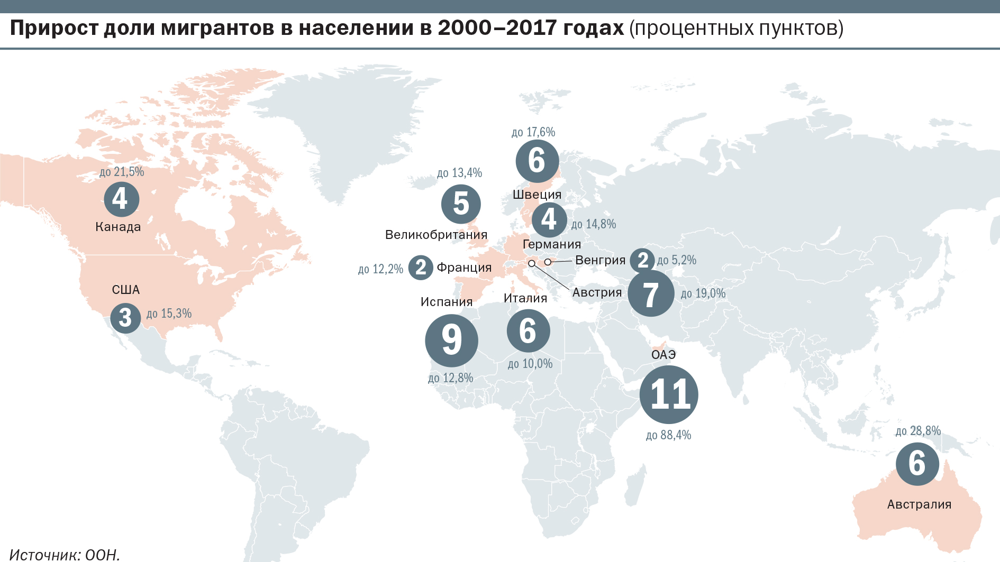 Прирост доли мигрантов в населении в 2000–2017 годах (процентных пунктов)
до 21,5%
4
Канада
США
3 до 15,3%
до 17,6%
6
Швеция
до 13,4%
5
Великобритания
4 до 14,8%
Германия
до 12,2% 2 Франция
Венгрия 2 до 5,2%
Австрия 7 до 19,0%
Испания
9
до 12,8%
Италия
6
до 10,0%
ОАЭ
11
до 88,4%
до 28,8%
6
Австралия
Источник: ООН.